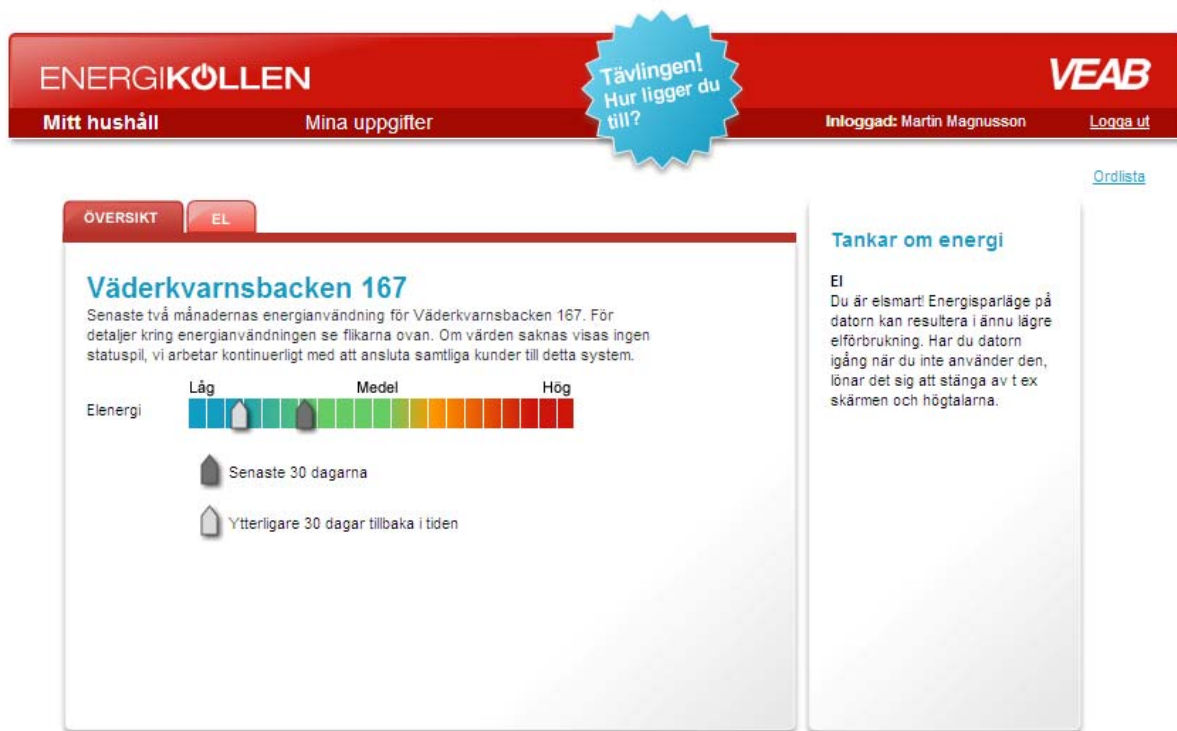 ENERGIKOLLEN
Tävlingen!
Hur ligger du
till?
VEAB
Mitt hushåll
Mina uppgifter
Inloggad: Martin Magnusson
Logga ut
Ordlista
ÖVERSIKT
EL
Väderkvarnsbacken 167
Senaste två månadernas energianvändning för Väderkvarnsbacken 167. För
detaljer kring energianvändningen se flikarna ovan. Om värden saknas visas ingen
statuspil, vi arbetar kontinuerligt med att ansluta samtliga kunder till detta system.
Låg Medel Hög
Elenergi
Senaste 30 dagarna
Ytterligare 30 dagar tillbaka i tiden
Tankar om energi
El
Du är elsmart! Energisparläge på
datorn kan resultera i ännu lägre
elförbrukning. Har du datorn
igång när du inte använder den,
lönar det sig att stänga av t ex
skärmen och högtalarna.